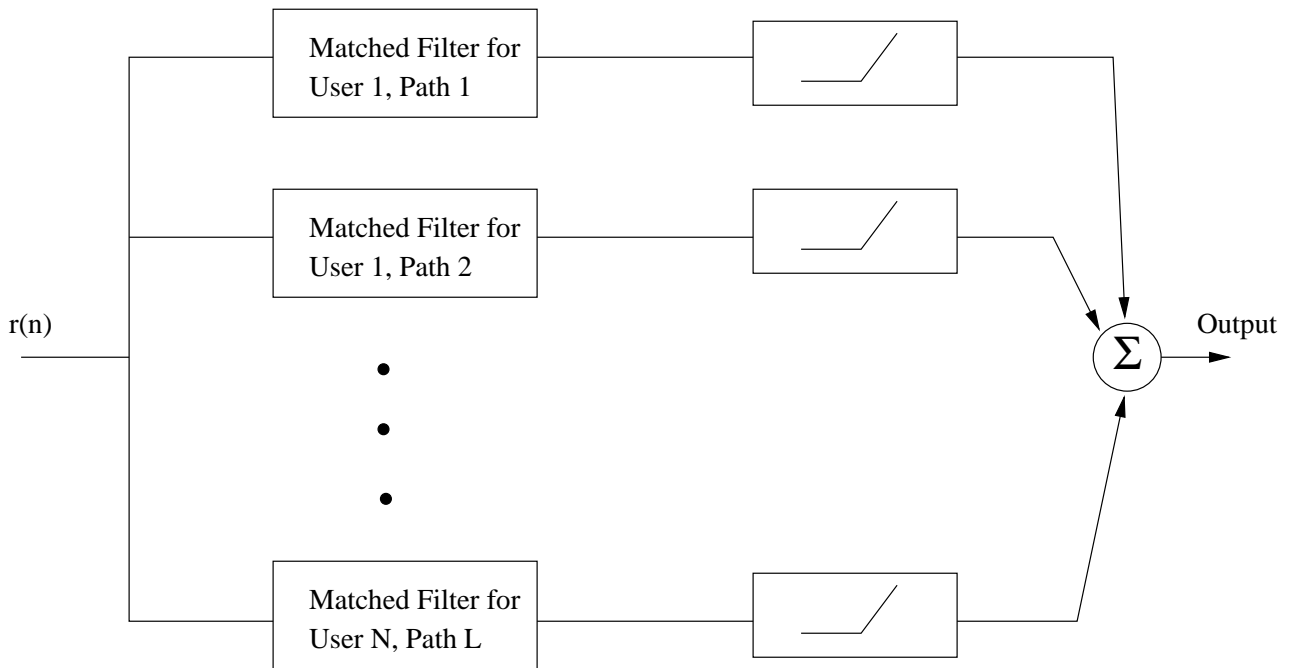 Matched Filter for
User 1, Path 1
Matched Filter for
User 1, Path 2
r(n)
Output
Σ
Matched Filter for
User N, Path L